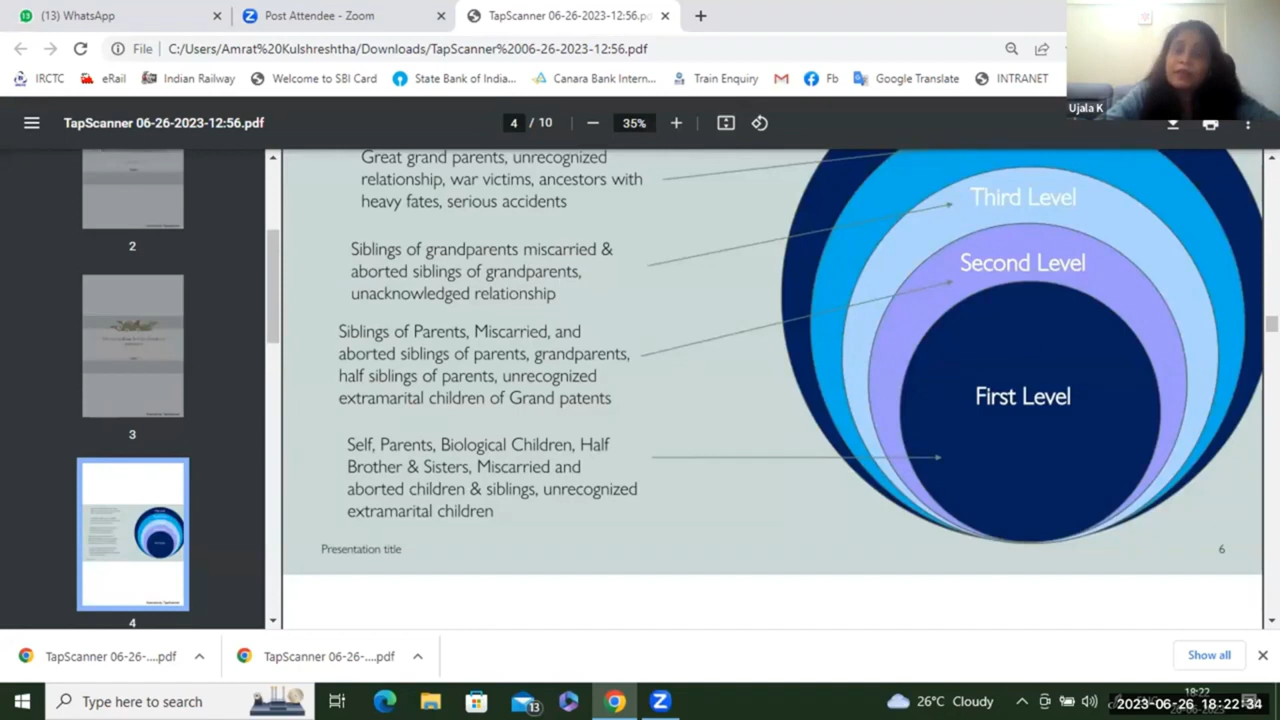 (13) WhatsApp
Post Attendee - Zoom
TapScanner 06-26-2023-12:56.pd
File
C:/Users/Amrat%20Kulshreshtha/Downloads/TapScanner%2006-26-2023-12:56.pdf
IRCTC
eRail
Indian Railway
Welcome to SBI Card
State Bank of India...
Canara Bank Intern...
Train Enquiry
Fb
Google Translate
INTRANET
Ujala K
TapScanner 06-26-2023-12:56.pdf
4 / 10
35%
2
3
4
Great grand parents, unrecognized
relationship, war victims, ancestors with
heavy fates, serious accidents
Siblings of grandparents miscarried &
aborted siblings of grandparents,
unacknowledged relationship
Siblings of Parents, Miscarried, and
aborted siblings of parents, grandparents,
half siblings of parents, unrecognized
extramarital children of Grand patents
Self, Parents, Biological Children, Half
Brother & Sisters, Miscarried and
aborted children & siblings, unrecognized
extramarital children
Third Level
Second Level
First Level
Presentation title
6
TapScanner 06-26-....pdf
TapScanner 06-26-....pdf
Show all
Type here to search
13
26°C Cloudy
18:22
2023-06-26 18:22:34